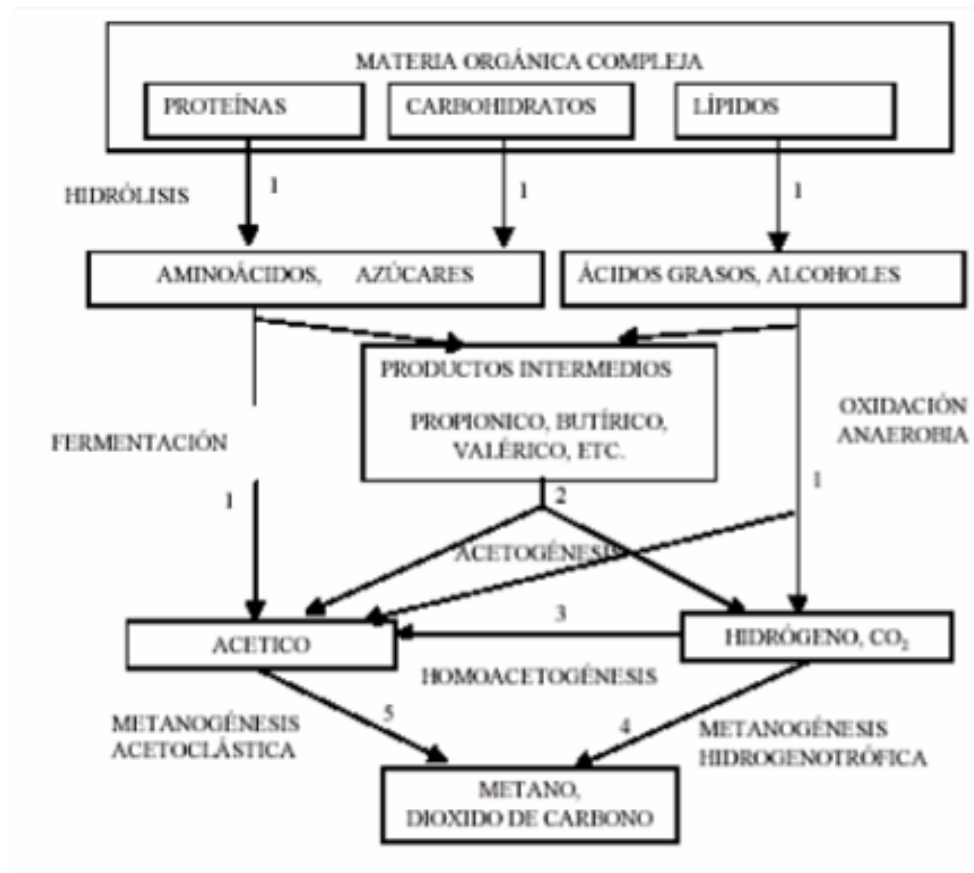 MATERIA ORGÁNICA COMPLEJA
PROTEÍNAS
CARBOHIDRATOS
LÍPIDOS
HIDRÓLISIS
1
1
1
AMINOÁCIDOS, AZÚCARES
ÁCIDOS GRASOS, ALCOHOLES
PRODUCTOS INTERMEDIOS
PROPIONICO, BUTÍRICO,
VALÉRICO, ETC.
OXIDACIÓN
ANAEROBIA
FERMENTACIÓN
1
2
1
ACETOGÉNESIS
ACETICO
3
HIDRÓGENO, CO₂
HOMOACETOGÉNESIS
METANOGÉNESIS
ACETOCLÁSTICA
5
4
METANOGÉNESIS
HIDROGENOTRÓFICA
METANO,
DIOXIDO DE CARBONO